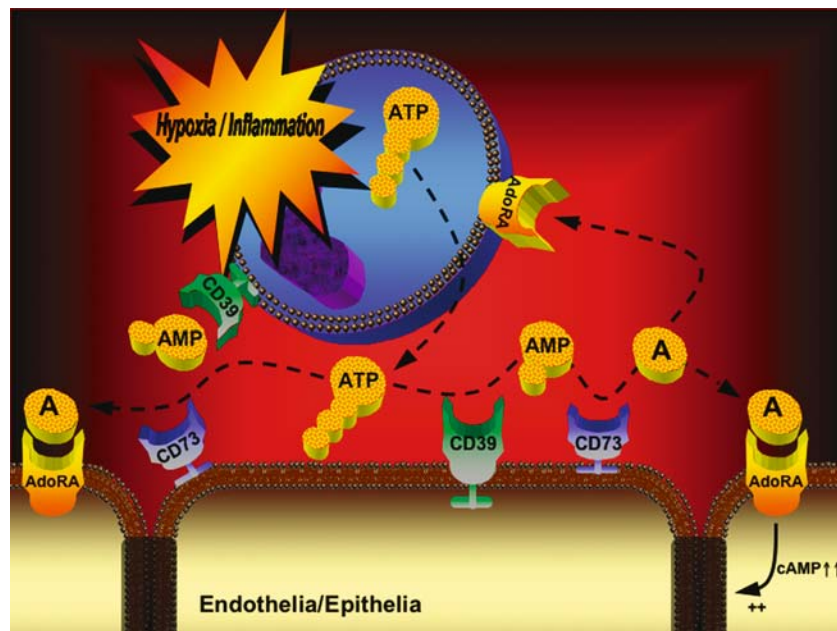 Hypoxia / Inflammation
ATP
AdoRA
CD39
AMP
ATP
AMP
A
A
AdoRA
CD73
CD39
CD73
A
AdoRA
cAMP↑↑
++
Endothelia/Epithelia